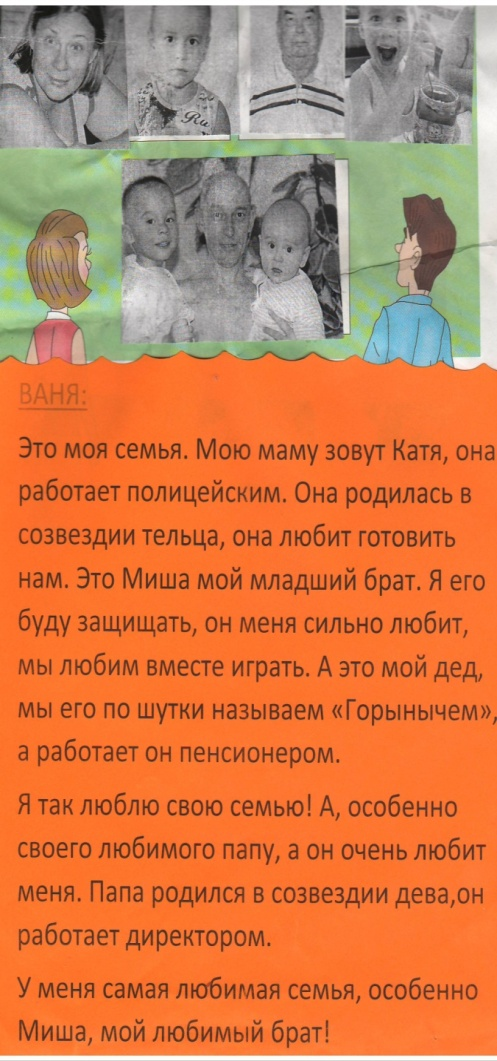 ВАНЯ:
Это моя семья. Мою маму зовут Катя, она
работает полицейским. Она родилась в
созвездии тельца, она любит готовить
нам. Это Миша мой младший брат. Я его
буду защищать, он меня сильно любит,
мы любим вместе играть. А это мой дед,
мы его по шутки называем «Горынычем»,
а работает он пенсионером.
Я так люблю свою семью! А, особенно
своего любимого папу, а он очень любит
меня. Папа родился в созвездии дева,он
работает директором.
У меня самая любимая семья, особенно
Миша, мой любимый брат!